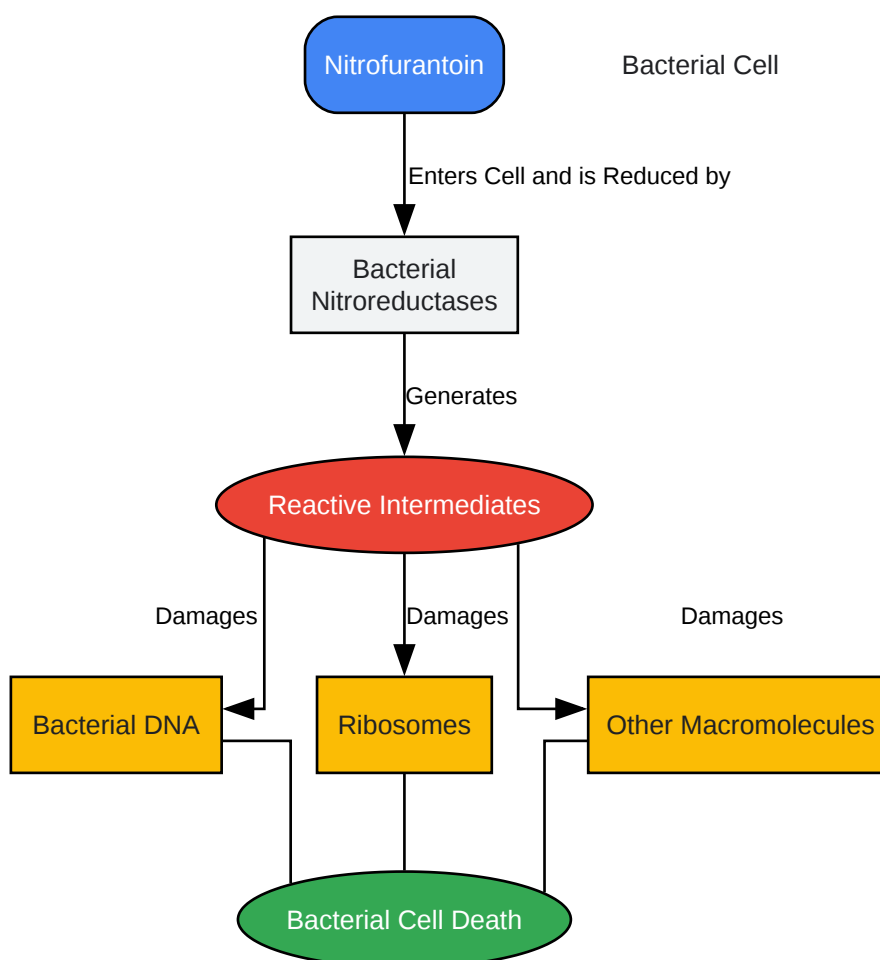 Nitrofurantoin
Bacterial Cell
Enters Cell and is Reduced by
Bacterial
Nitroreductases
Generates
Reactive Intermediates
Damages
Damages
Damages
Bacterial DNA
Ribosomes
Other Macromolecules
Bacterial Cell Death